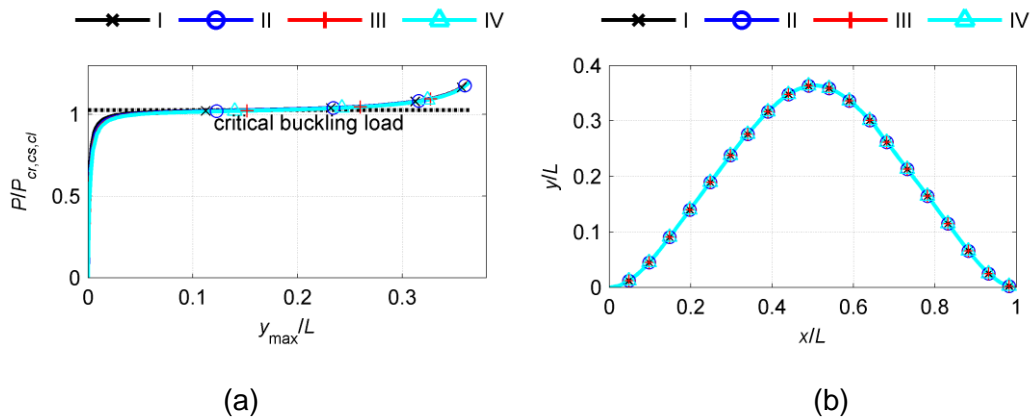 I II III IV
1
0.5
0
P/Pcr,cs,cl
critical buckling load
0 0.1 0.2 0.3
ymax/L
(a)
I II III IV
0.4
0.3
0.2
0.1
0
y/L
0 0.2 0.4 0.6 0.8 1
x/L
(b)